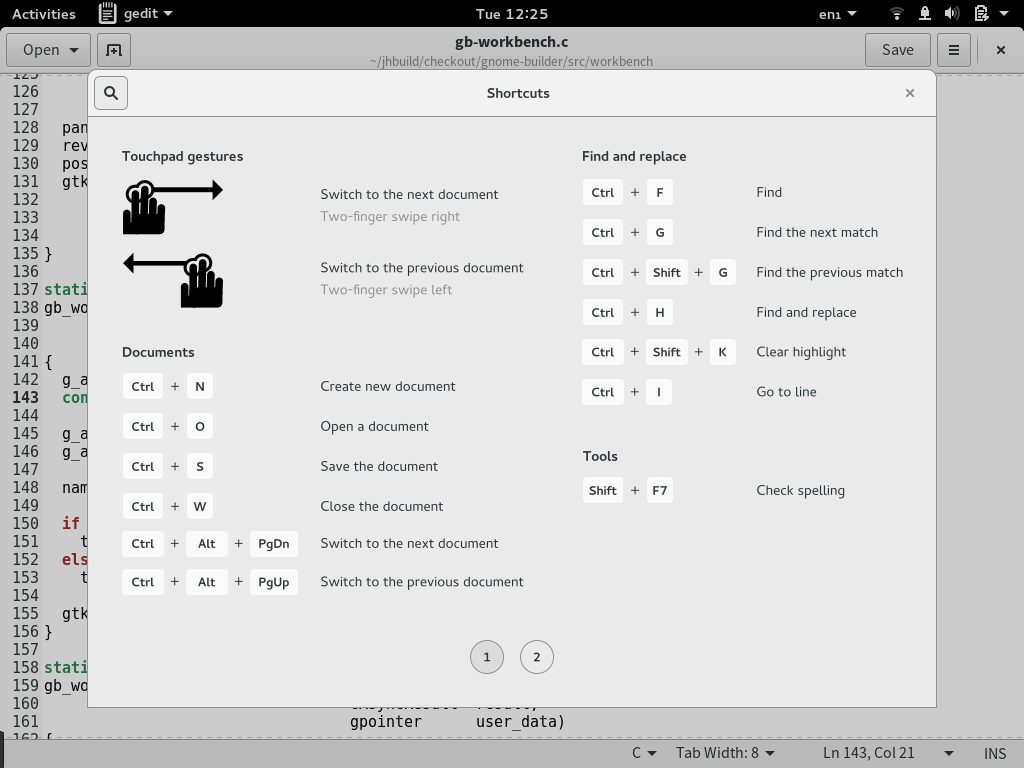 Activities gedit Tue 12:25 en1
Open gb-workbench.c Save
~/jhbuild/checkout/gnome-builder/src/workbench
Shortcuts
Touchpad gestures
Switch to the next document
Two-finger swipe right
Switch to the previous document
Two-finger swipe left
Documents
Ctrl + N Create new document
Ctrl + O Open a document
Ctrl + S Save the document
Ctrl + W Close the document
Ctrl + Alt + PgDn Switch to the next document
Ctrl + Alt + PgUp Switch to the previous document
Find and replace
Ctrl + F Find
Ctrl + G Find the next match
Ctrl + Shift + G Find the previous match
Ctrl + H Find and replace
Ctrl + Shift + K Clear highlight
Ctrl + I Go to line
Tools
Shift + F7 Check spelling
1 2
126
127
128 pan
129 rev
130 pos
131 gtk
132
133
134
135 }
136
137 stati
138 gb_wo
139
140
141 {
142 g_a
143 con
144
145 g_a
146 g_a
147
148 nam
149
150 if
151 t
152 els
153 t
154
155 gtk
156 }
157
158 stati
159 gb_wo
160
161 gpointer user_data)
C Tab Width: 8 Ln 143, Col 21 INS